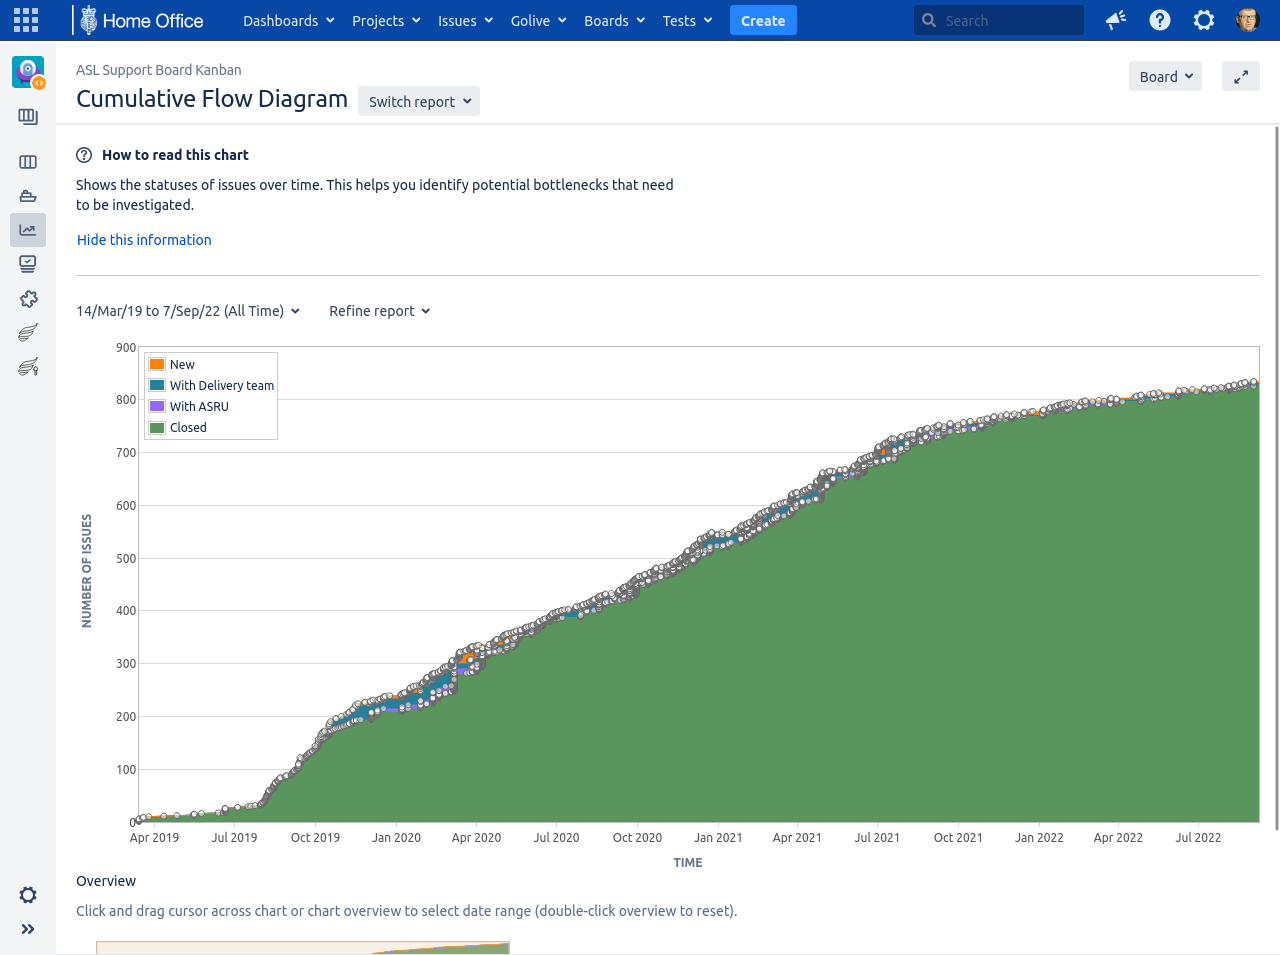 Home Office
Dashboards Projects Issues Golive Boards Tests Create Search
ASL Support Board Kanban
Board
Cumulative Flow Diagram Switch report
How to read this chart
Shows the statuses of issues over time. This helps you identify potential bottlenecks that need
to be investigated.
Hide this information
14/Mar/19 to 7/Sep/22 (All Time) Refine report
900
New
With Delivery team
800
With ASRU
Closed
700
600
500
NUMBER OF ISSUES
400
300
200
100
0
Apr 2019 Jul 2019 Oct 2019 Jan 2020 Apr 2020 Jul 2020 Oct 2020 Jan 2021 Apr 2021 Jul 2021 Oct 2021 Jan 2022 Apr 2022 Jul 2022
TIME
Overview
Click and drag cursor across chart or chart overview to select date range (double-click overview to reset).